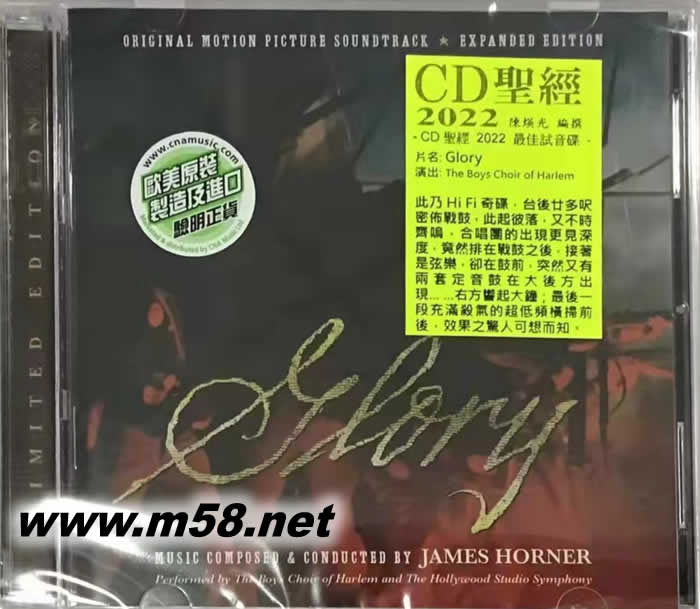 ORIGINAL MOTION PICTURE SOUNDTRACK ★ EXPANDED EDITION
LIMITED EDITION
www.cnamusic.com
歐美原裝
製造及進口
驗明正貨
CD聖經
2022 陳煐光 編撰
- CD 聖經 2022 最佳試音碟 -
片名: Glory
演出: The Boys Choir of Harlem
此乃 Hi Fi 奇碟，台後廿多呎
密佈戰鼓，此起彼落，又不時
齊鳴。合唱團的出現更見深
度，竟然排在戰鼓之後，接著
是弦樂，卻在鼓前，突然又有
兩套定音鼓在大後方出
現... ...右方響起大鐘；最後一
段充滿殺氣的超低頻橫掃前
後，效果之驚人可想而知。
Glory
www.m58.net
MUSIC COMPOSED & CONDUCTED BY JAMES HORNER
Performed by The Boys Choir of Harlem and The Hollywood Studio Symphony